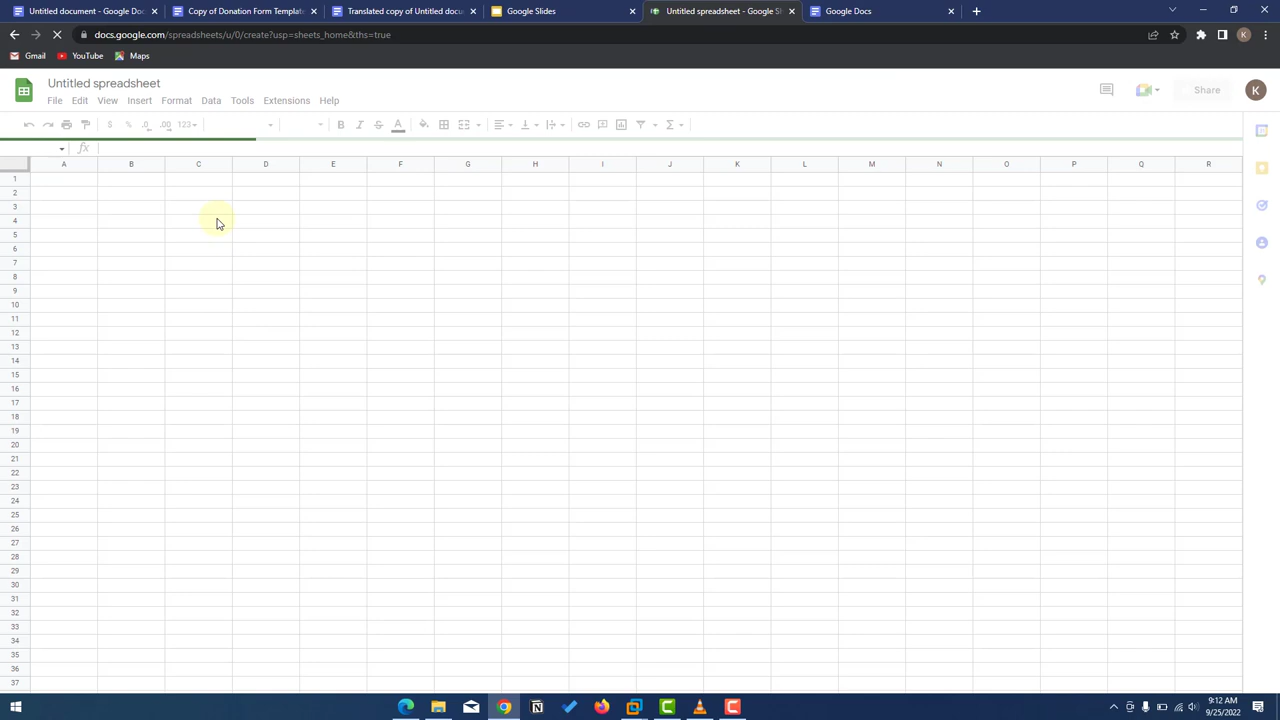 Untitled document - Google Doc
Copy of Donation Form Templat
Translated copy of Untitled docu
Google Slides
Untitled spreadsheet - Google Sh
Google Docs
docs.google.com/spreadsheets/u/0/create?usp=sheets_home&ths=true
K
Gmail
YouTube
Maps
Untitled spreadsheet
File Edit View Insert Format Data Tools Extensions Help
Share
K
$ % .0 .00 123
fx
A B C D E F G H I J K L M N O P Q R
1
2
3
4
5
6
7
8
9
10
11
12
13
14
15
16
17
18
19
20
21
22
23
24
25
26
27
28
29
30
31
32
33
34
35
36
37
9:12 AM
9/25/2022